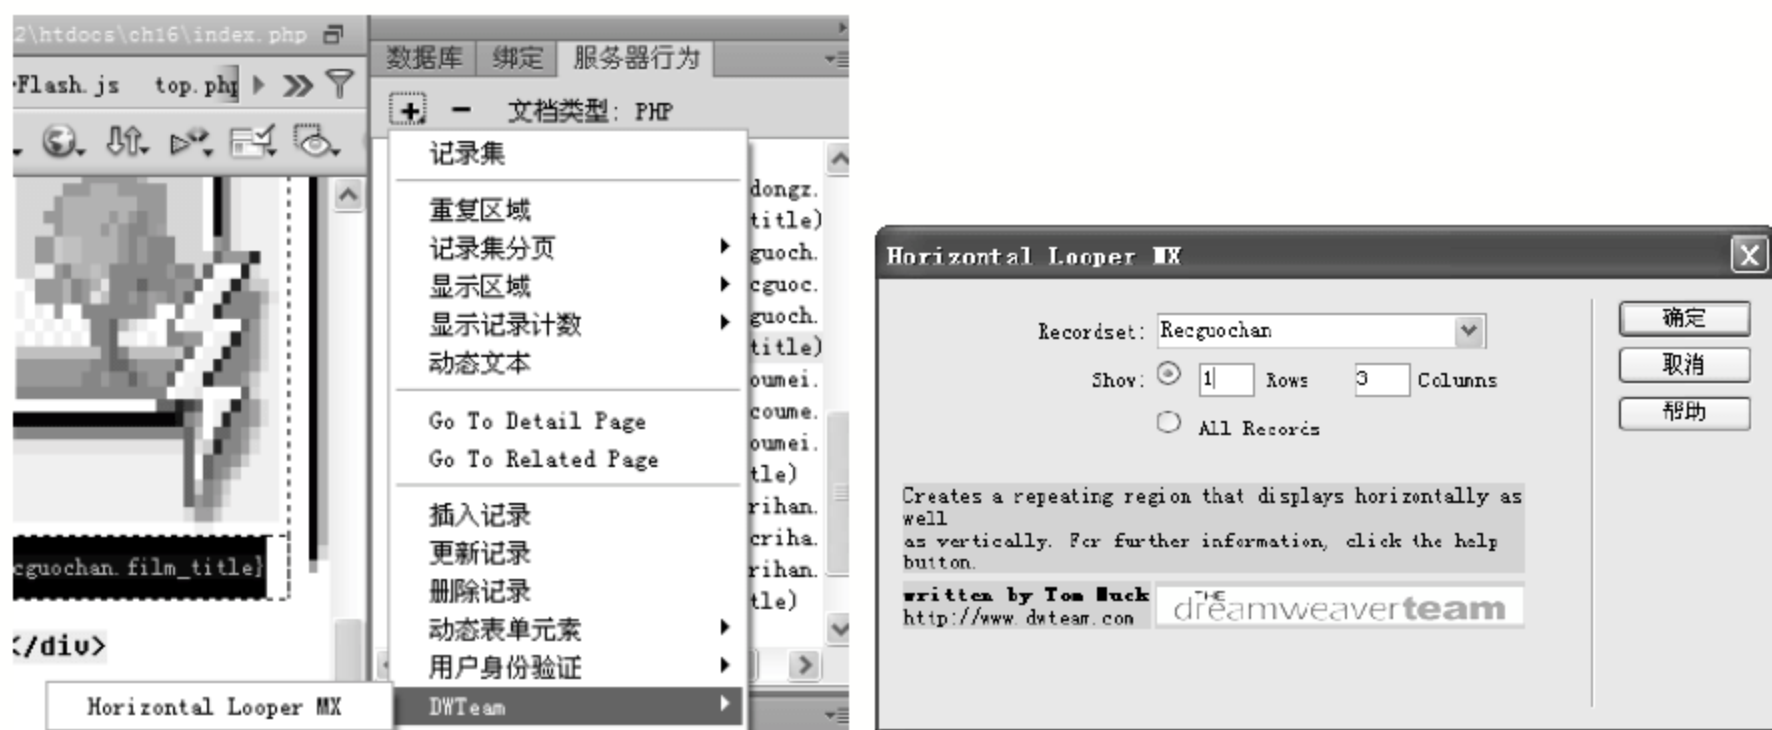 2\htdocs\ch16\index.php
Flash.js top.php
数据库 绑定 服务器行为
文档类型: PHP
记录集
重复区域
记录集分页
显示区域
显示记录计数
动态文本
Go To Detail Page
Go To Related Page
插入记录
更新记录
删除记录
动态表单元素
用户身份验证
DWTeam
Horizontal Looper MX
dongz.
title)
guoch.
cguoc.
guoch.
title)
oumei.
coume.
oumei.
tle)
rihan.
criha.
rihan.
tle)
cguochan.film_title}
</div>
Horizontal Looper MX
Recordset: Recguochan
Show: 1 Rows 3 Columns
All Records
确定
取消
帮助
Creates a repeating region that displays horizontally as
well
as vertically. For further information, click the help
button.
written by Tom Muck
http://www.dwteam.com
THE
dreamweaverteam